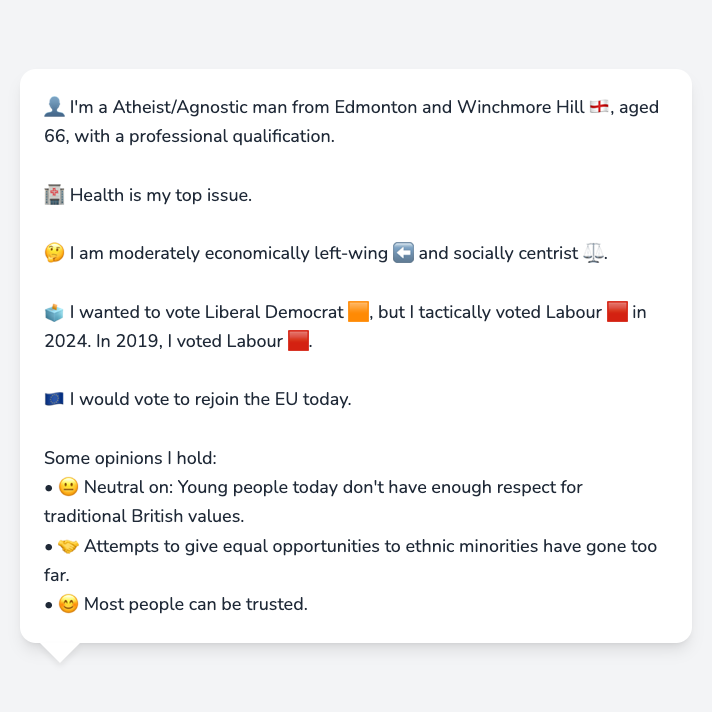 👤 I'm a Atheist/Agnostic man from Edmonton and Winchmore Hill 🏴󠁧󠁢󠁥󠁮󠁧󠁿, aged
66, with a professional qualification.
🏥 Health is my top issue.
🤔 I am moderately economically left-wing ⬅️ and socially centrist ⚖️.
🗳️ I wanted to vote Liberal Democrat 🟧, but I tactically voted Labour 🟥 in
2024. In 2019, I voted Labour 🟥.
🇪🇺 I would vote to rejoin the EU today.
Some opinions I hold:
• 😐 Neutral on: Young people today don't have enough respect for
traditional British values.
• 🤝 Attempts to give equal opportunities to ethnic minorities have gone too
far.
• 😊 Most people can be trusted.